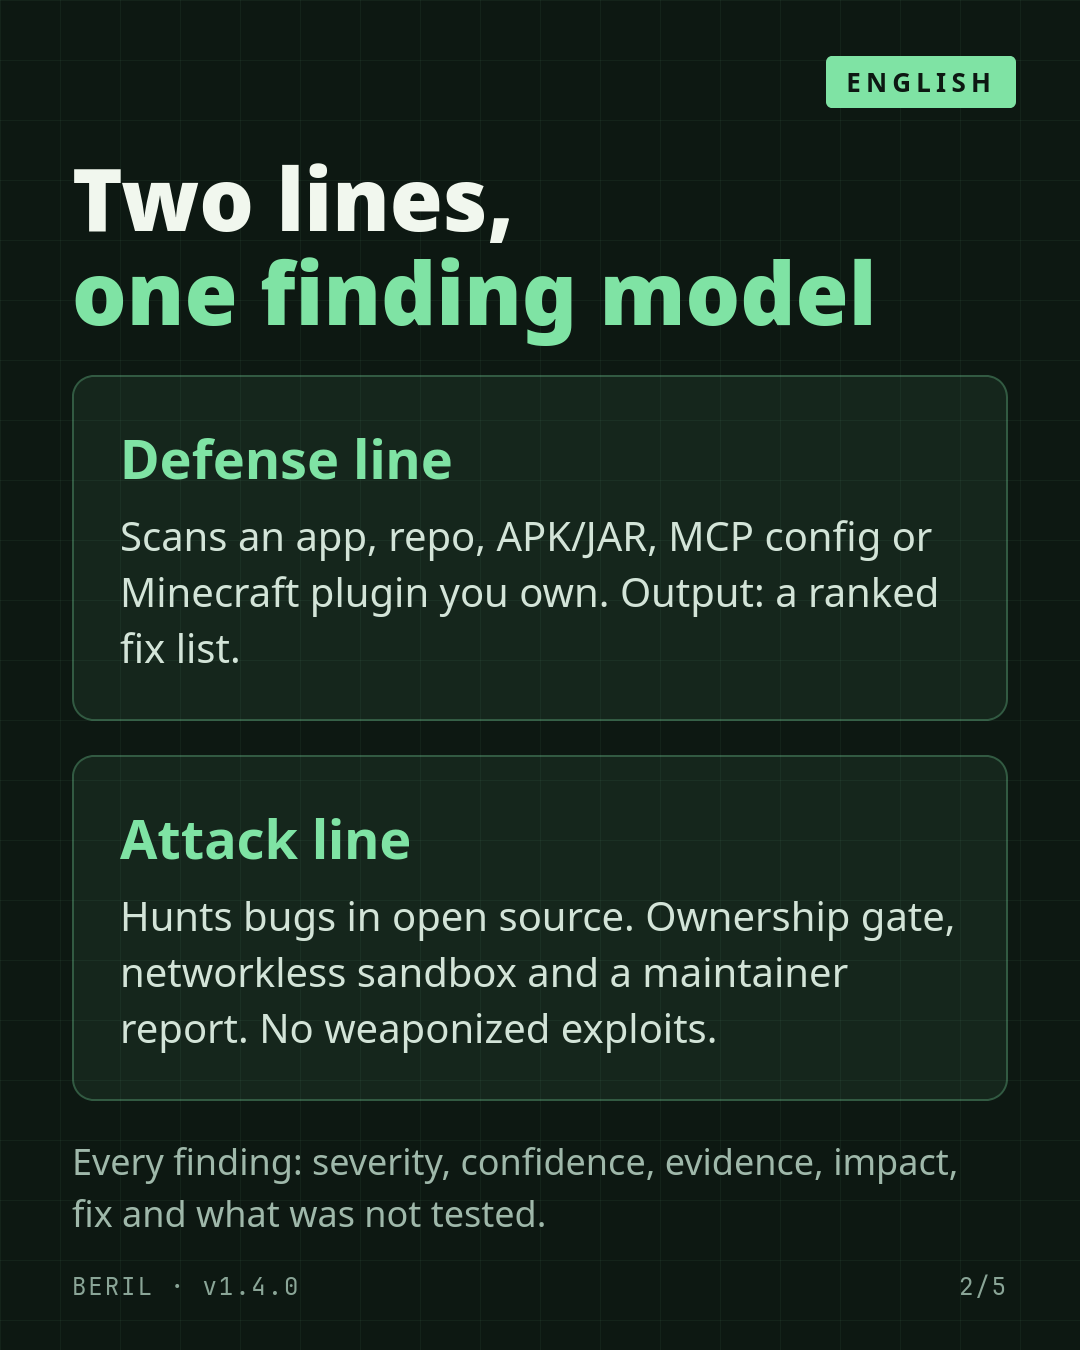 ENGLISH
Two lines,
one finding model
Defense line
Scans an app, repo, APK/JAR, MCP config or
Minecraft plugin you own. Output: a ranked
fix list.
Attack line
Hunts bugs in open source. Ownership gate,
networkless sandbox and a maintainer
report. No weaponized exploits.
Every finding: severity, confidence, evidence, impact,
fix and what was not tested.
BERIL · v1.4.0
2/5